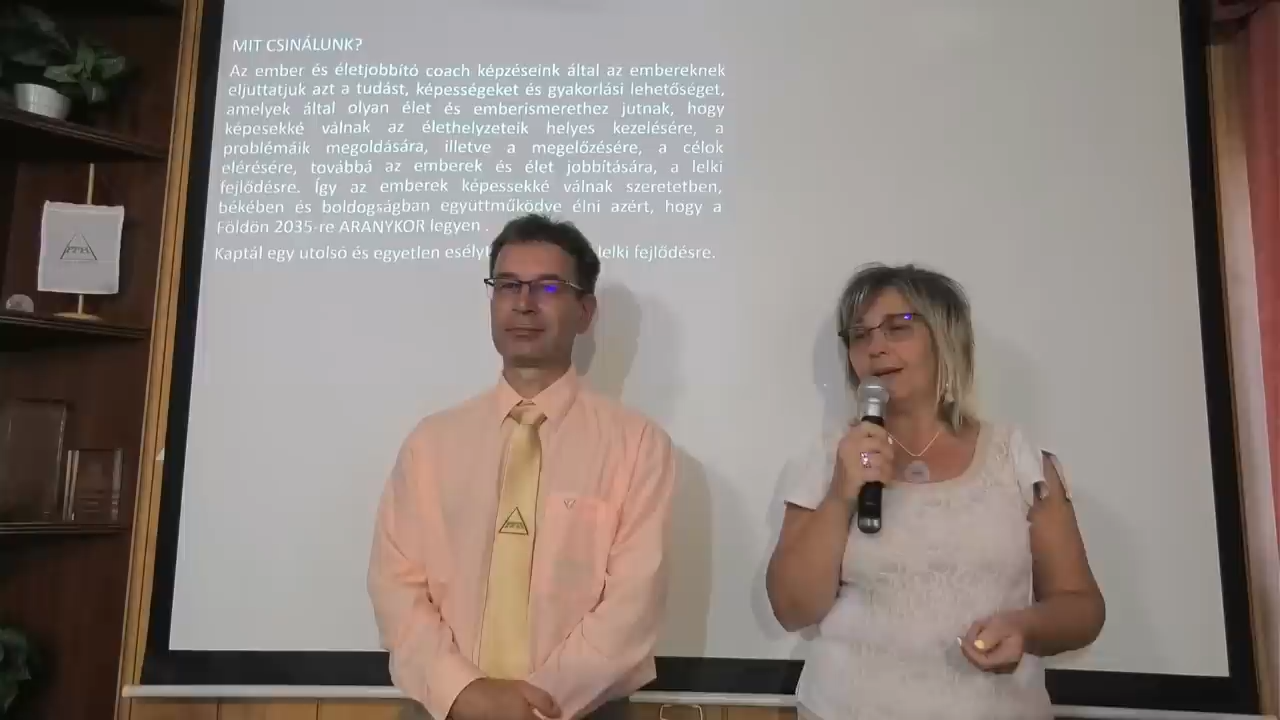 MIT CSINÁLUNK?
Az ember és életjobbító coach képzéseink által az embereknek
eljuttatjuk azt a tudást, képességeket és gyakorlási lehetőséget,
amelyek által olyan élet és emberismerethez jutnak, hogy
képesekké válnak az élethelyzeteik helyes kezelésére, a
problémáik megoldására, illetve a megelőzésére, a célok
elérésére, továbbá az emberek és élet jobbítására, a lelki
fejlődésre. Így az emberek képessekké válnak szeretetben,
békében és boldogságban együttműködve élni azért, hogy a
Földön 2035-re ARANYKOR legyen .
Kaptál egy utolsó és egyetlen lelki fejlődésre.